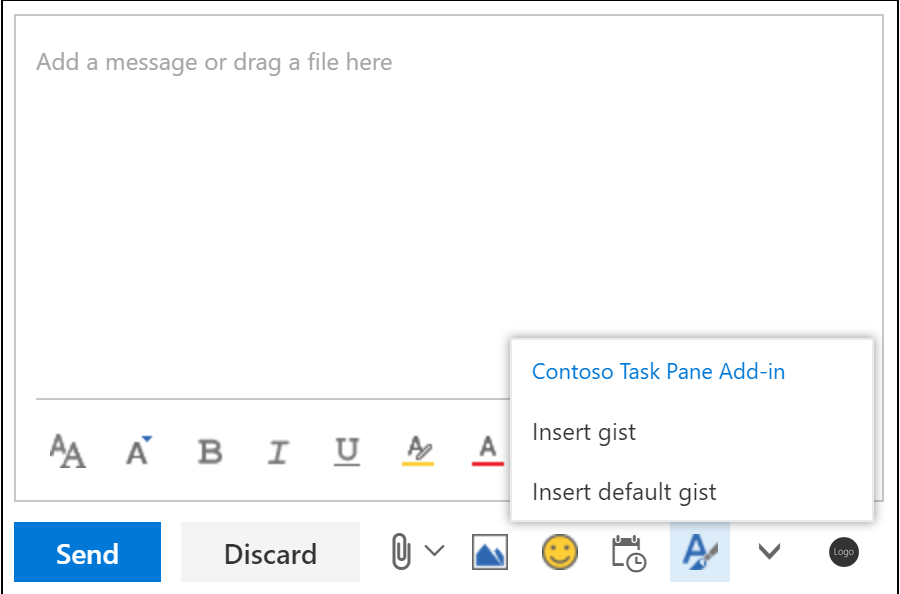 Add a message or drag a file here
Contoso Task Pane Add-in
Insert gist
Insert default gist
Send
Discard
Logo